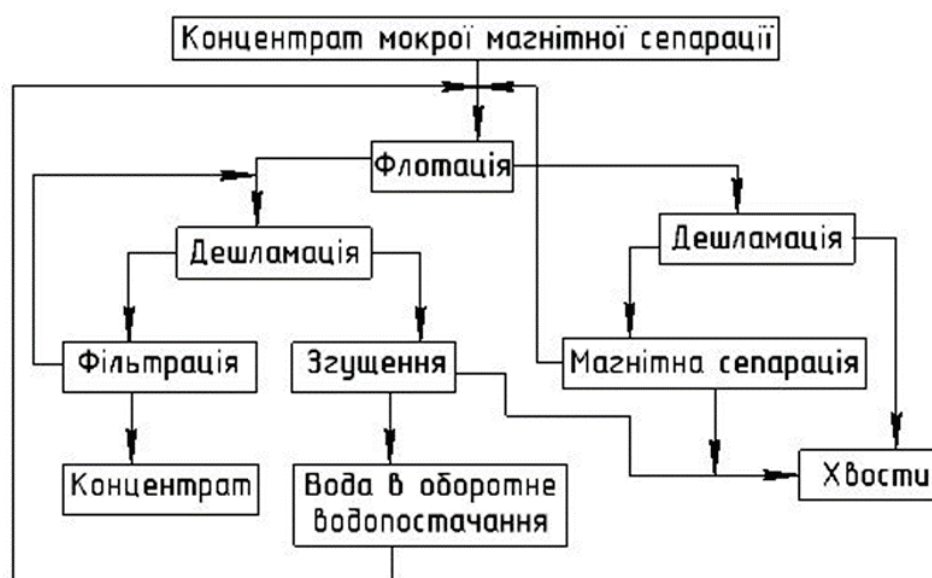 Концентрат мокрої магнітної сепарації
Флотація
Дешламація
Дешламація
Фільтрація
Згущення
Магнітна сепарація
Концентрат
Вода в оборотне
водопостачання
Хвости